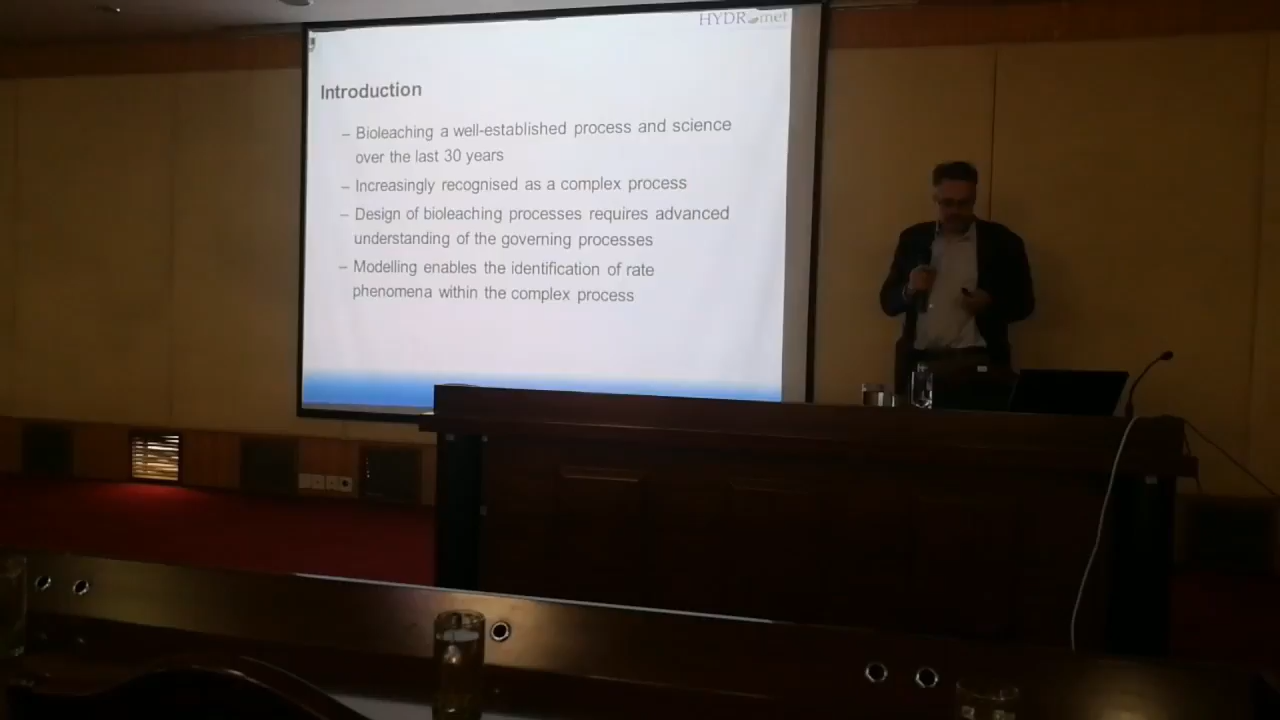 HYDROmet
Introduction
– Bioleaching a well-established process and science
over the last 30 years
– Increasingly recognised as a complex process
– Design of bioleaching processes requires advanced
understanding of the governing processes
– Modelling enables the identification of rate
phenomena within the complex process